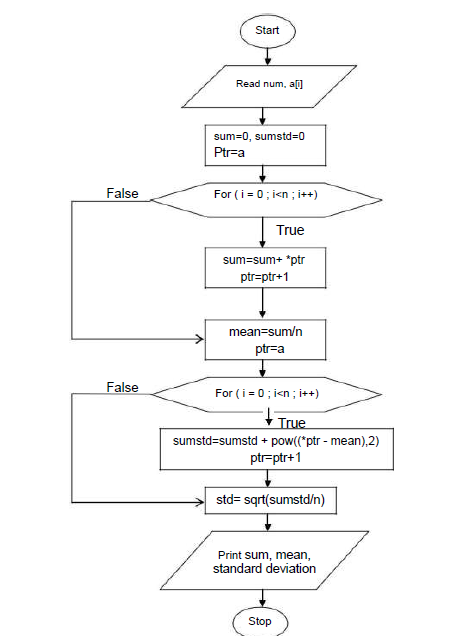 Start
Read num, a[i]
sum=0, sumstd=0
Ptr=a
False
For ( i = 0 ; i<n ; i++)
True
sum=sum+ *ptr
ptr=ptr+1
mean=sum/n
ptr=a
False
For ( i = 0 ; i<n ; i++)
True
sumstd=sumstd + pow((*ptr - mean),2)
ptr=ptr+1
std= sqrt(sumstd/n)
Print sum, mean,
standard deviation
Stop